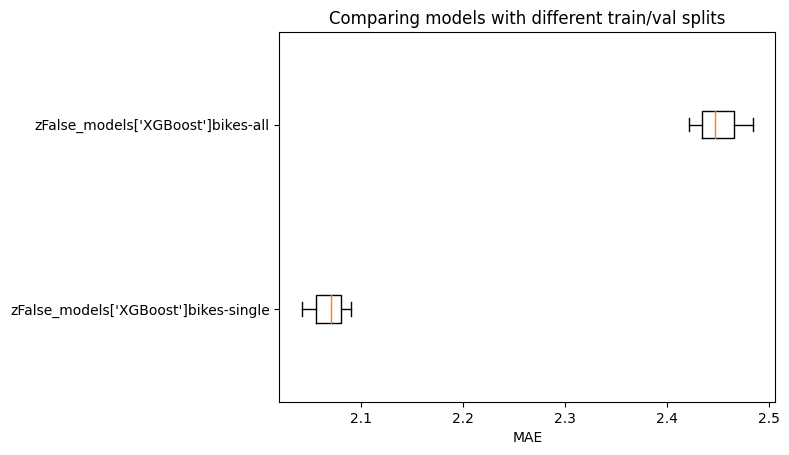 Comparing models with different train/val splits
zFalse_models['XGBoost']bikes-all
zFalse_models['XGBoost']bikes-single
2.1 2.2 2.3 2.4 2.5
MAE